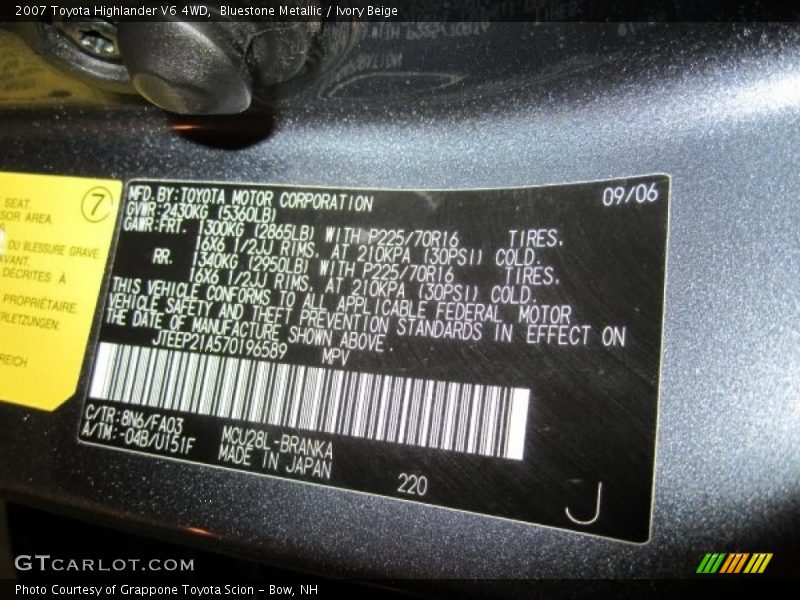 2007 Toyota Highlander V6 4WD, Bluestone Metallic / Ivory Beige
SEAT.
SOR AREA.
7
OU BLESSURE GRAVE
AVANT.
DÉCRITES À
PROPRIÉTAIRE.
ERLETZUNGEN:
REICH
MFD.BY:TOYOTA MOTOR CORPORATION 09/06
GVWR:2430KG (5360LB)
GAWR:FRT. 1300KG (2865LB) WITH P225/70R16 TIRES.
16X6 1/2JJ RIMS. AT 210KPA (30PSI) COLD.
RR. 1340KG (2950LB) WITH P225/70R16 TIRES.
16X6 1/2JJ RIMS. AT 210KPA (30PSI) COLD.
THIS VEHICLE CONFORMS TO ALL APPLICABLE FEDERAL MOTOR
VEHICLE SAFETY AND THEFT PREVENTION STANDARDS IN EFFECT ON
THE DATE OF MANUFACTURE SHOWN ABOVE.
JTEEP21A570196589 MPV
C/TR:8N6/FA03
A/TM:-04B/U151F
MCU28L-BRANKA
MADE IN JAPAN
220
J
GTCARLOT.COM
Photo Courtesy of Grappone Toyota Scion - Bow, NH